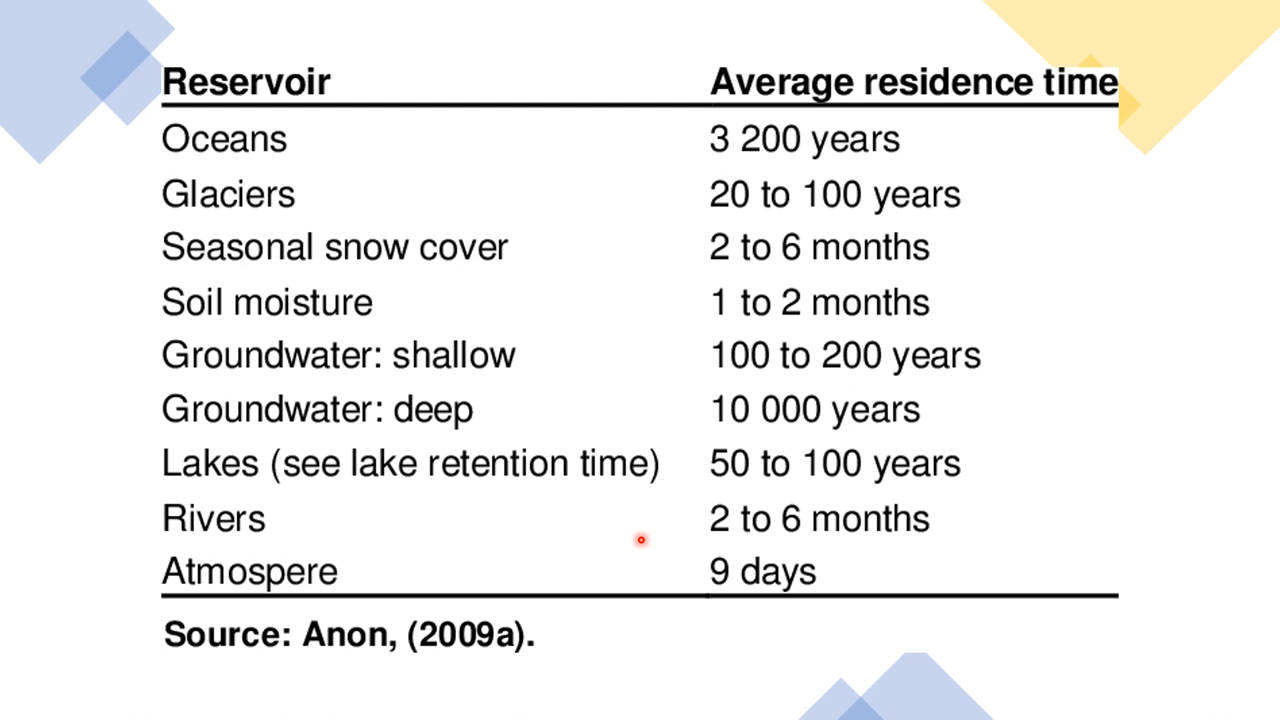 Reservoir Average residence time
Oceans 3 200 years
Glaciers 20 to 100 years
Seasonal snow cover 2 to 6 months
Soil moisture 1 to 2 months
Groundwater: shallow 100 to 200 years
Groundwater: deep 10 000 years
Lakes (see lake retention time) 50 to 100 years
Rivers 2 to 6 months
Atmospere 9 days
Source: Anon, (2009a).